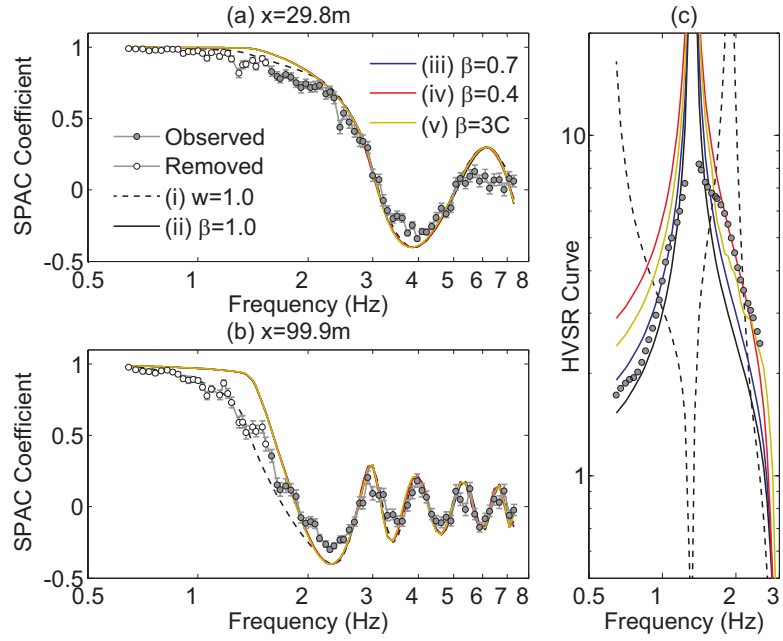 (a) x=29.8m
1
0.5
0
-0.5
SPAC Coefficient
Observed
Removed
(i) w=1.0
(ii) β=1.0
(iii) β=0.7
(iv) β=0.4
(v) β=3C
0.5 1 2 3 4 5 6 7 8
Frequency (Hz)
(b) x=99.9m
1
0.5
0
-0.5
SPAC Coefficient
0.5 1 2 3 4 5 6 7 8
Frequency (Hz)
(c)
10
1
HVSR Curve
0.5 1 2 3
Frequency (Hz)